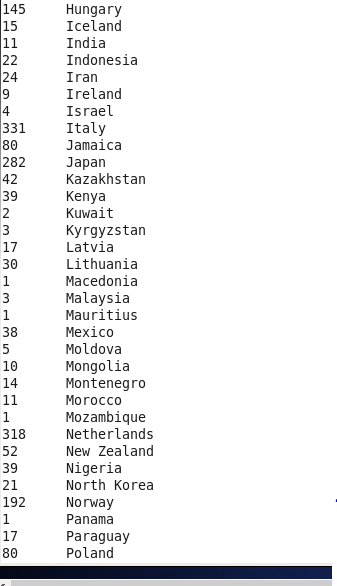 145 Hungary
15 Iceland
11 India
22 Indonesia
24 Iran
9 Ireland
4 Israel
331 Italy
80 Jamaica
282 Japan
42 Kazakhstan
39 Kenya
2 Kuwait
3 Kyrgyzstan
17 Latvia
30 Lithuania
1 Macedonia
3 Malaysia
1 Mauritius
38 Mexico
5 Moldova
10 Mongolia
14 Montenegro
11 Morocco
1 Mozambique
318 Netherlands
52 New Zealand
39 Nigeria
21 North Korea
192 Norway
1 Panama
17 Paraguay
80 Poland